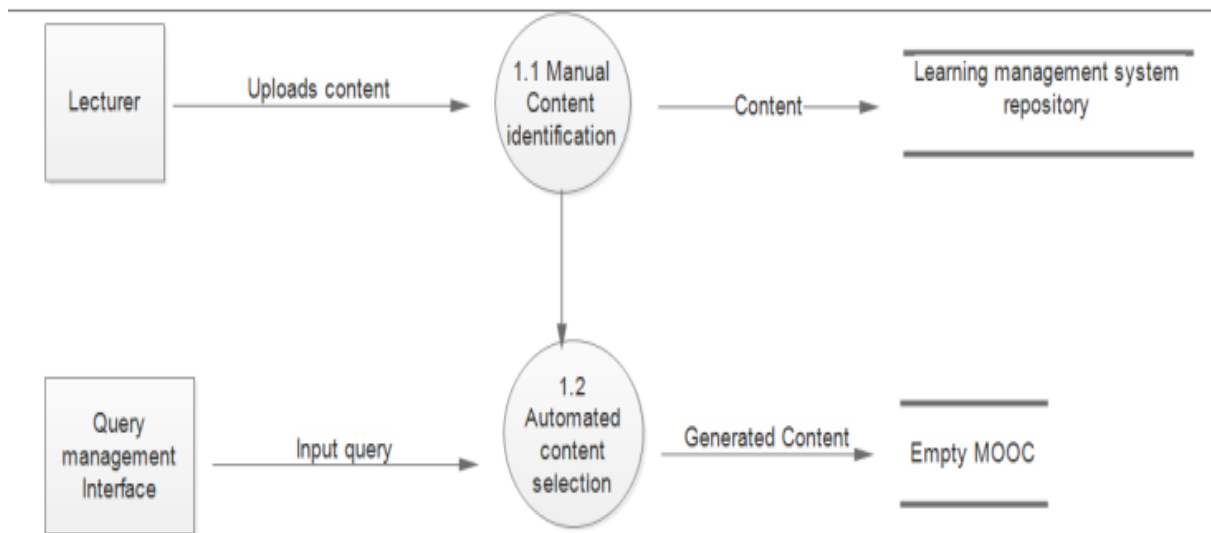 Lecturer
Uploads content
1.1 Manual
Content
identification
Content
Learning management system
repository
Query
management
Interface
Input query
1.2
Automated
content
selection
Generated Content
Empty MOOC